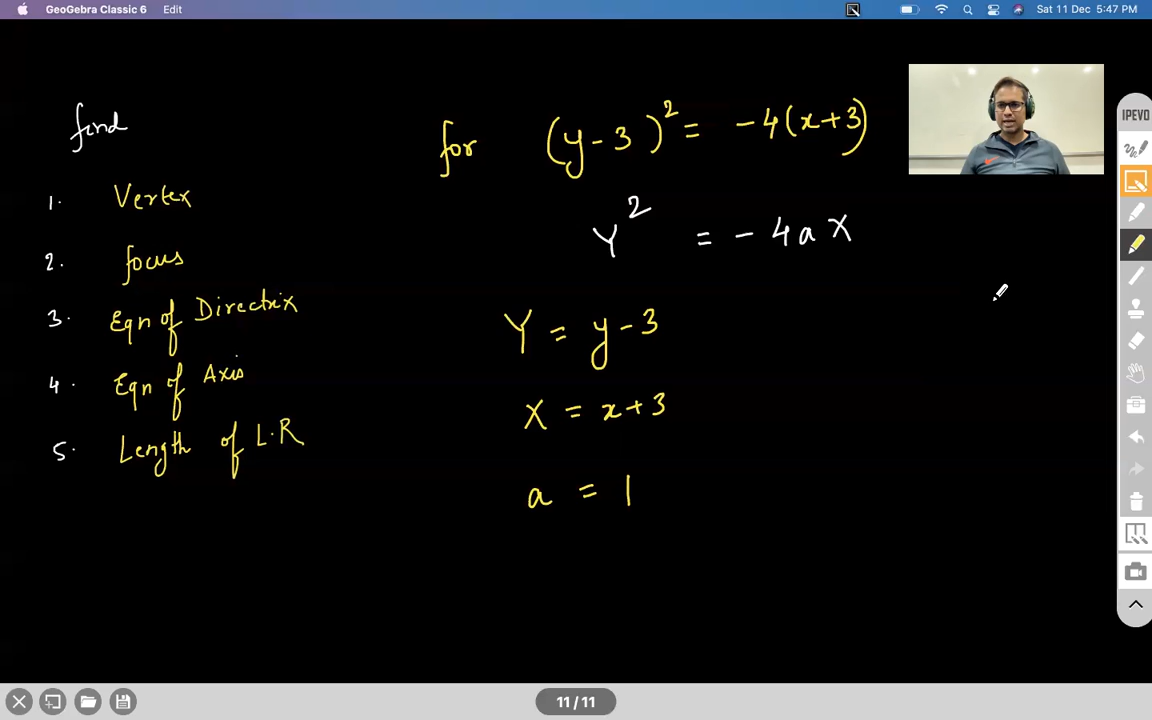 GeoGebra Classic 6 Edit Sat 11 Dec 5:47 PM
find
for (y-3)² = -4(x+3)
1. Vertex
Y² = -4aX
2. focus
3. Eqn of Directrix
Y = y-3
4. Eqn of Axis
X = x+3
5. Length of L.R
a = 1
IPEVO
11/11